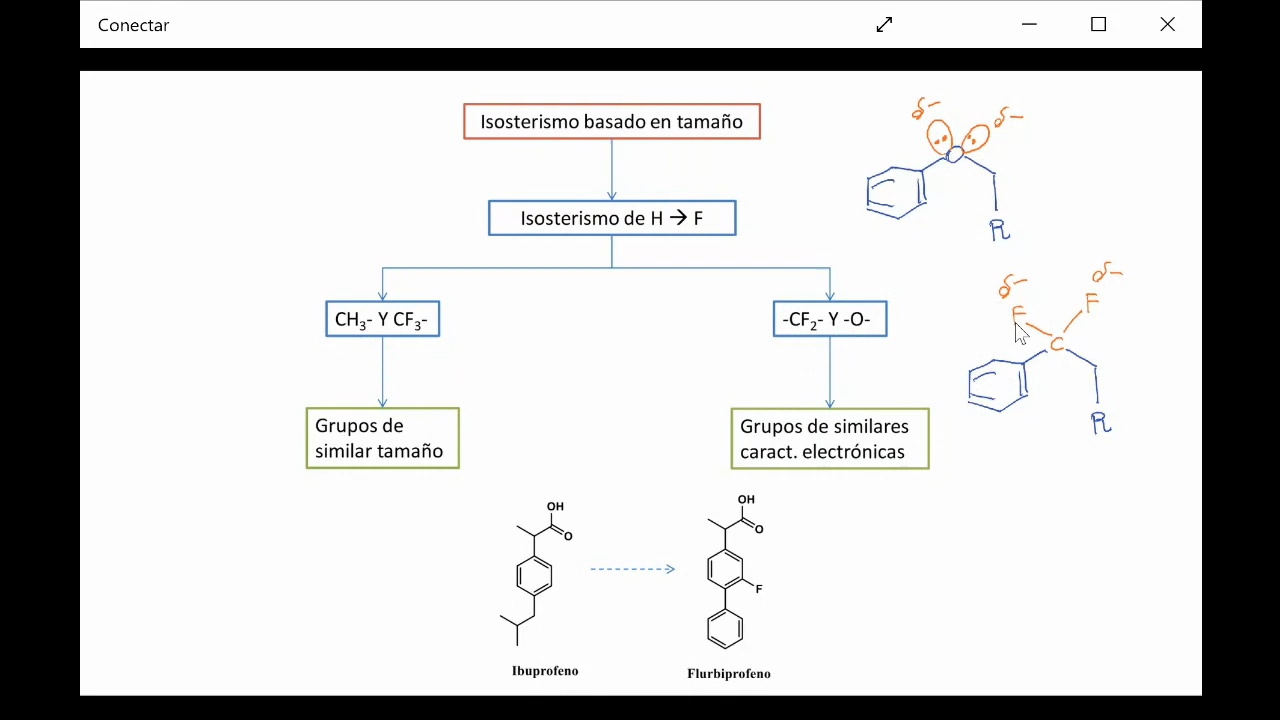 Conectar
Isosterismo basado en tamaño
Isosterismo de H → F
CH₃- Y CF₃-
-CF₂- Y -O-
Grupos de
similar tamaño
Grupos de similares
caract. electrónicas
δ- δ-
O
R
δ- δ-
F F
C
R
OH
O
Ibuprofeno
OH
O
F
Flurbiprofeno